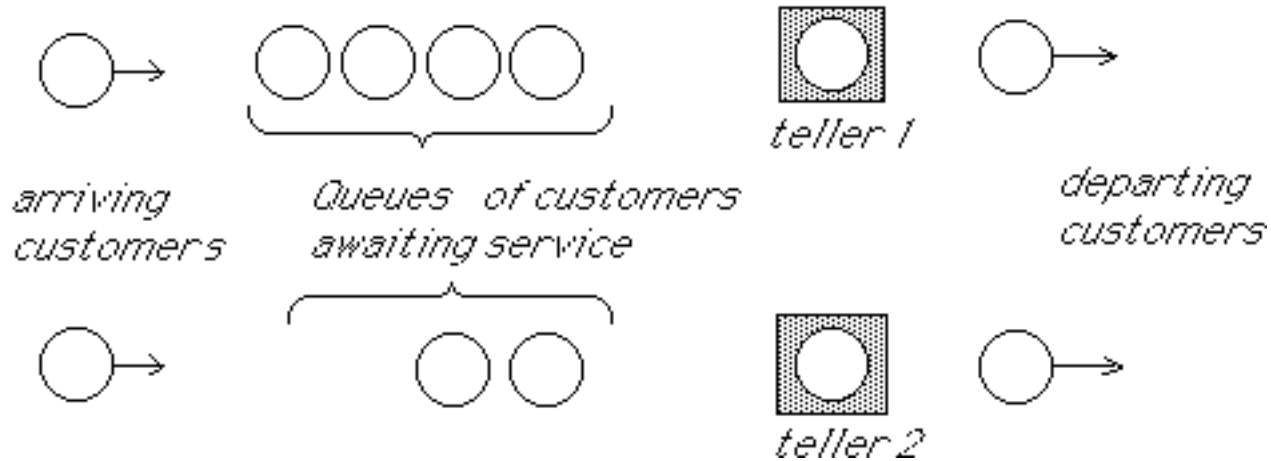 teller 1
arriving
customers
Queues of customers
awaiting service
departing
customers
teller 2